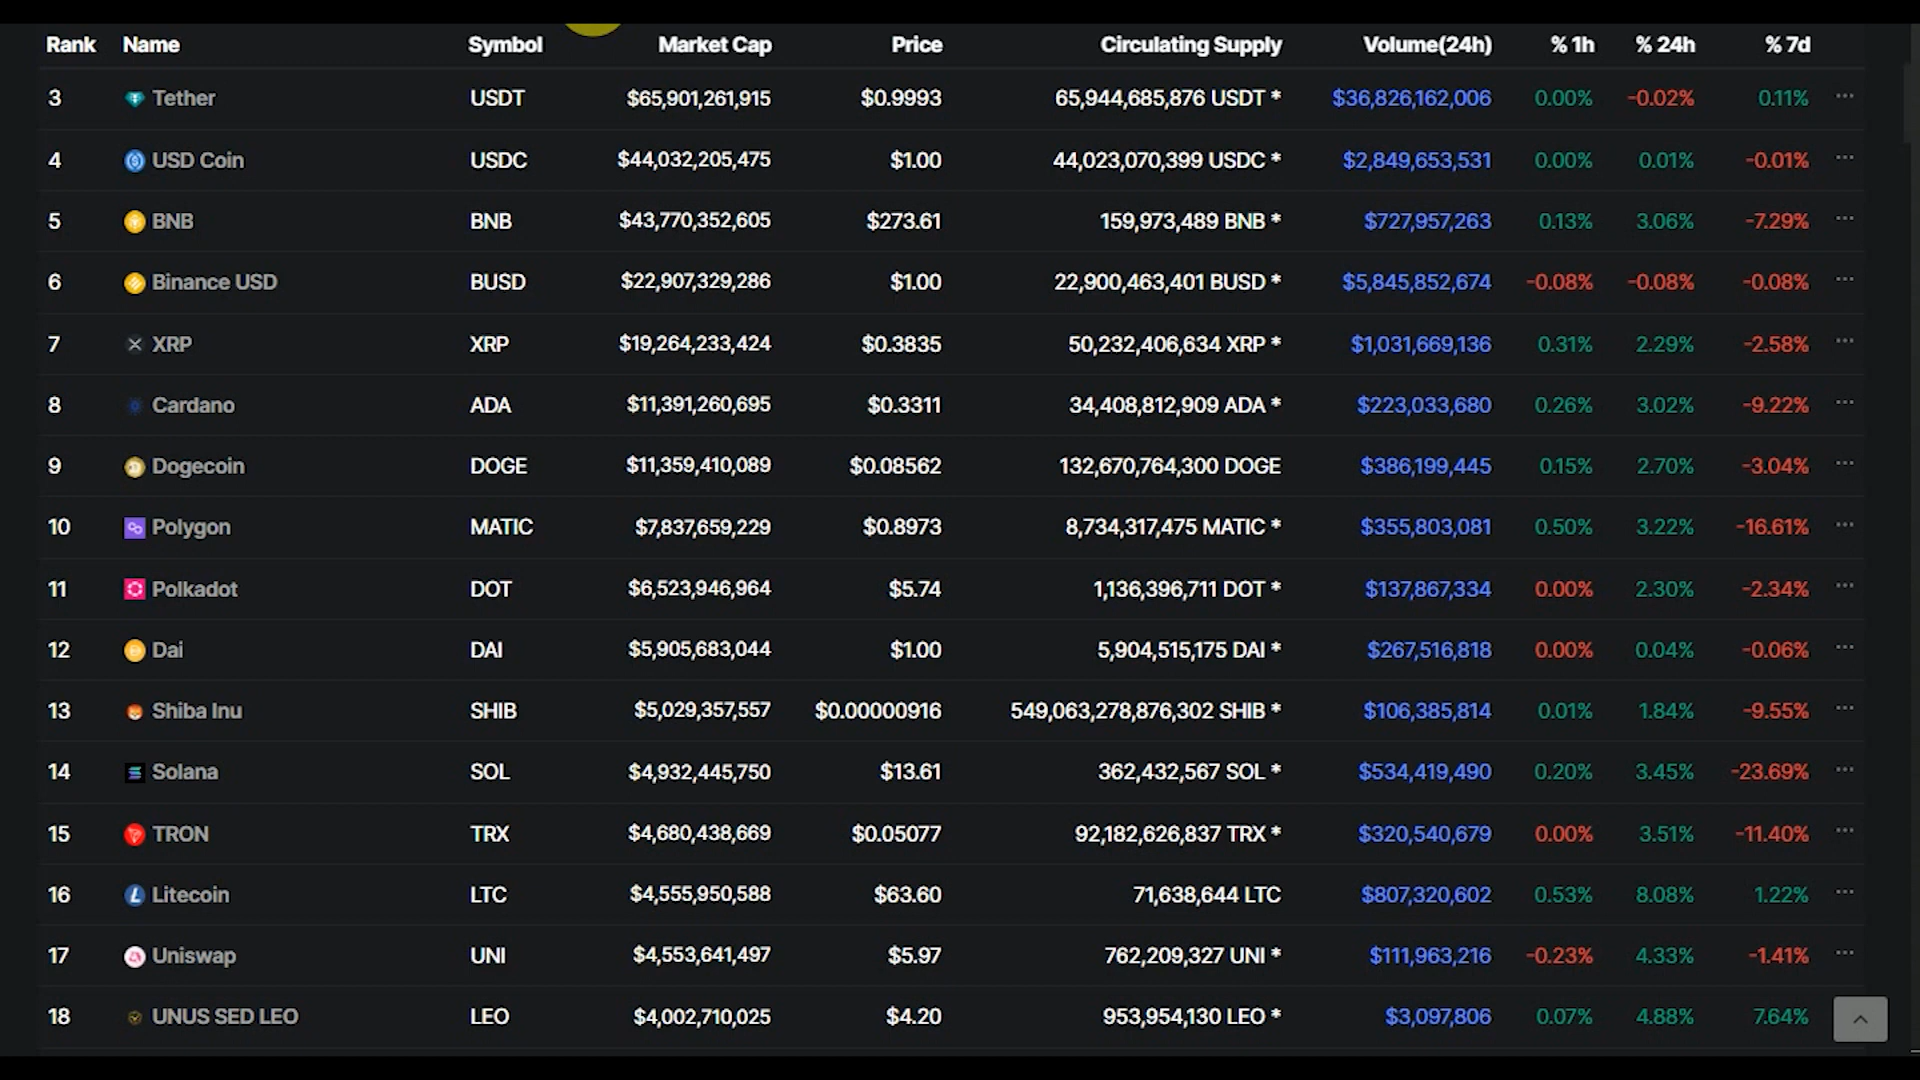 Rank Name Symbol Market Cap Price Circulating Supply Volume(24h) % 1h % 24h % 7d
3 Tether USDT $65,901,261,915 $0.9993 65,944,685,876 USDT * $36,826,162,006 0.00% -0.02% 0.11% ...
4 USD Coin USDC $44,032,205,475 $1.00 44,023,070,399 USDC * $2,849,653,531 0.00% 0.01% -0.01% ...
5 BNB BNB $43,770,352,605 $273.61 159,973,489 BNB * $727,957,263 0.13% 3.06% -7.29% ...
6 Binance USD BUSD $22,907,329,286 $1.00 22,900,463,401 BUSD * $5,845,852,674 -0.08% -0.08% -0.08% ...
7 XRP XRP $19,264,233,424 $0.3835 50,232,406,634 XRP * $1,031,669,136 0.31% 2.29% -2.58% ...
8 Cardano ADA $11,391,260,695 $0.3311 34,408,812,909 ADA * $223,033,680 0.26% 3.02% -9.22% ...
9 Dogecoin DOGE $11,359,410,089 $0.08562 132,670,764,300 DOGE $386,199,445 0.15% 2.70% -3.04% ...
10 Polygon MATIC $7,837,659,229 $0.8973 8,734,317,475 MATIC * $355,803,081 0.50% 3.22% -16.61% ...
11 Polkadot DOT $6,523,946,964 $5.74 1,136,396,711 DOT * $137,867,334 0.00% 2.30% -2.34% ...
12 Dai DAI $5,905,683,044 $1.00 5,904,515,175 DAI * $267,516,818 0.00% 0.04% -0.06% ...
13 Shiba Inu SHIB $5,029,357,557 $0.00000916 549,063,278,876,302 SHIB * $106,385,814 0.01% 1.84% -9.55% ...
14 Solana SOL $4,932,445,750 $13.61 362,432,567 SOL * $534,419,490 0.20% 3.45% -23.69% ...
15 TRON TRX $4,680,438,669 $0.05077 92,182,626,837 TRX * $320,540,679 0.00% 3.51% -11.40% ...
16 Litecoin LTC $4,555,950,588 $63.60 71,638,644 LTC $807,320,602 0.53% 8.08% 1.22% ...
17 Uniswap UNI $4,553,641,497 $5.97 762,209,327 UNI * $111,963,216 -0.23% 4.33% -1.41% ...
18 UNUS SED LEO LEO $4,002,710,025 $4.20 953,954,130 LEO * $3,097,806 0.07% 4.88% 7.64%